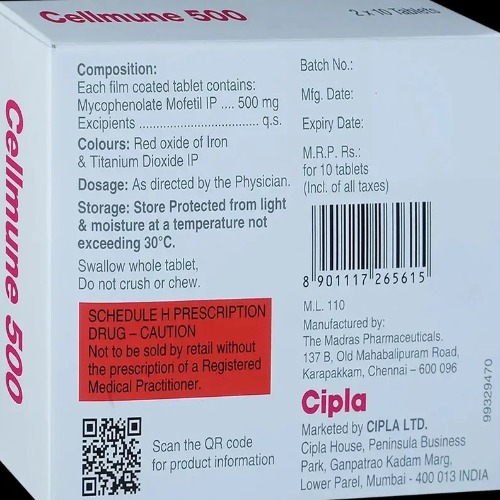 Cellmune 500
2 x 10 Tablets
Cellmune 500
Composition:
Each film coated tablet contains:
Mycophenolate Mofetil IP .... 500 mg
Excipients .................................... q.s.
Colours: Red oxide of Iron
& Titanium Dioxide IP
Dosage: As directed by the Physician.
Storage: Store Protected from light
& moisture at a temperature not
exceeding 30°C.
Swallow whole tablet,
Do not crush or chew.
SCHEDULE H PRESCRIPTION
DRUG – CAUTION
Not to be sold by retail without
the prescription of a Registered
Medical Practitioner.
Scan the QR code
for product information
Batch No.:
Mfg. Date:
Expiry Date:
M.R.P. Rs.:
for 10 tablets
(Incl. of all taxes)
8 901117 265615
M.L. 110
Manufactured by:
The Madras Pharmaceuticals.
137 B, Old Mahabalipuram Road,
Karapakkam, Chennai – 600 096
Cipla
Marketed by CIPLA LTD.
Cipla House, Peninsula Business
Park, Ganpatrao Kadam Marg,
Lower Parel, Mumbai - 400 013 INDIA
99329470